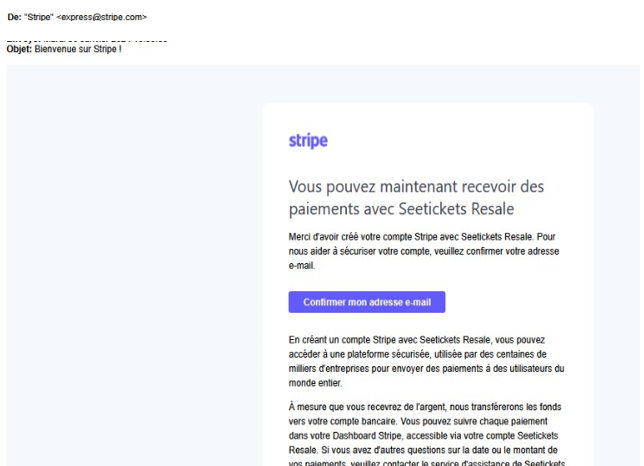 De: "Stripe" <express@stripe.com>
Objet: Bienvenue sur Stripe !
stripe
Vous pouvez maintenant recevoir des
paiements avec Seetickets Resale
Merci d'avoir créé votre compte Stripe avec Seetickets Resale. Pour
nous aider à sécuriser votre compte, veuillez confirmer votre adresse
e-mail.
Confirmer mon adresse e-mail
En créant un compte Stripe avec Seetickets Resale, vous pouvez
accéder à une plateforme sécurisée, utilisée par des centaines de
milliers d'entreprises pour envoyer des paiements à des utilisateurs du
monde entier.
À mesure que vous recevrez de l'argent, nous transférerons les fonds
vers votre compte bancaire. Vous pouvez suivre chaque paiement
dans votre Dashboard Stripe, accessible via votre compte Seetickets
Resale. Si vous avez d'autres questions sur la date ou le montant de
vos paiements, veuillez contacter le service d'assistance de Seetickets